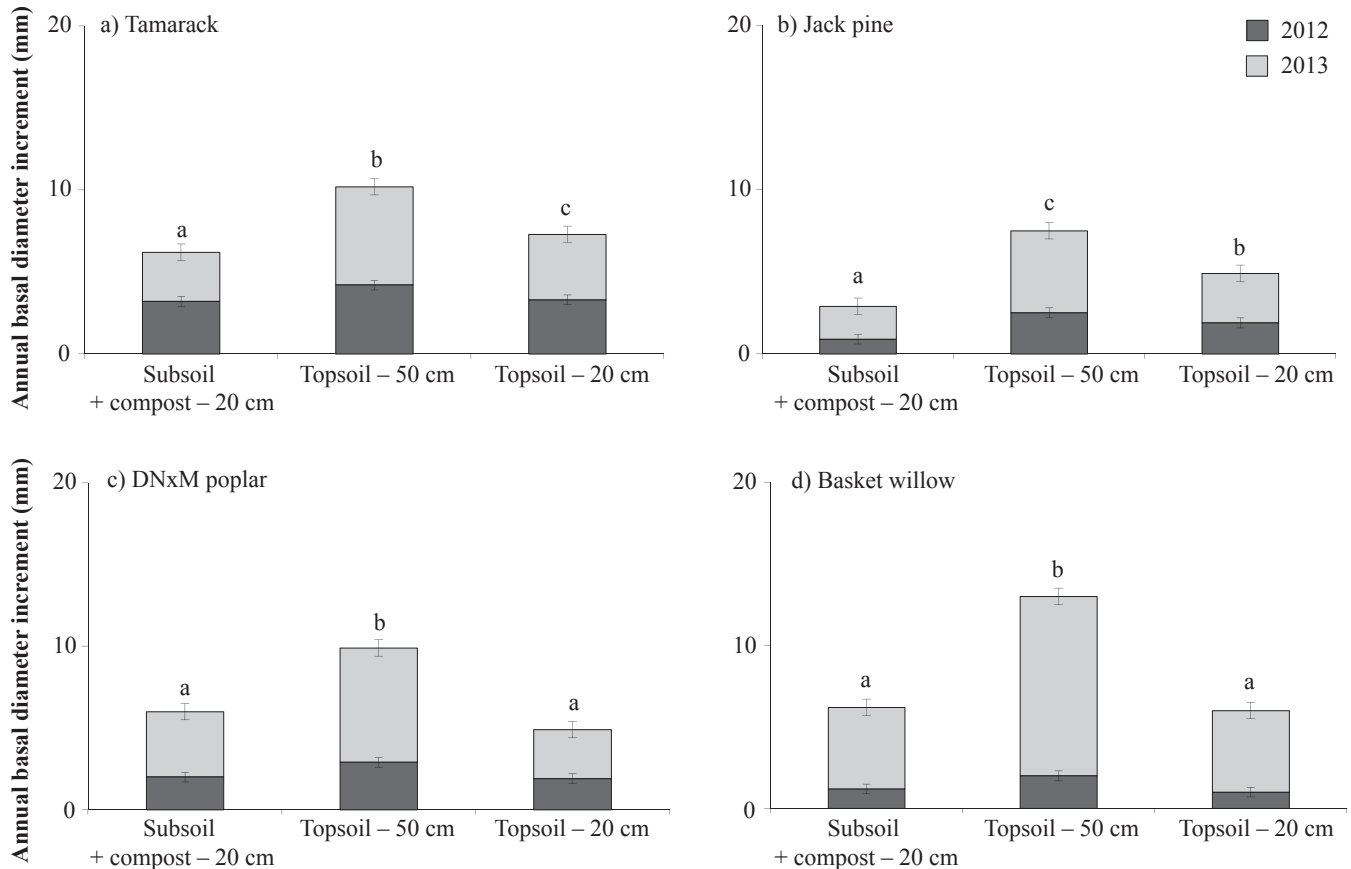 a) Tamarack
Annual basal diameter increment (mm)
20
10
0
a
b
c
Subsoil
+ compost – 20 cm
Topsoil – 50 cm
Topsoil – 20 cm
b) Jack pine
2012
2013
20
10
0
a
c
b
Subsoil
+ compost – 20 cm
Topsoil – 50 cm
Topsoil – 20 cm
c) DNxM poplar
Annual basal diameter increment (mm)
20
10
0
a
b
a
Subsoil
+ compost – 20 cm
Topsoil – 50 cm
Topsoil – 20 cm
d) Basket willow
20
10
0
a
b
a
Subsoil
+ compost – 20 cm
Topsoil – 50 cm
Topsoil – 20 cm